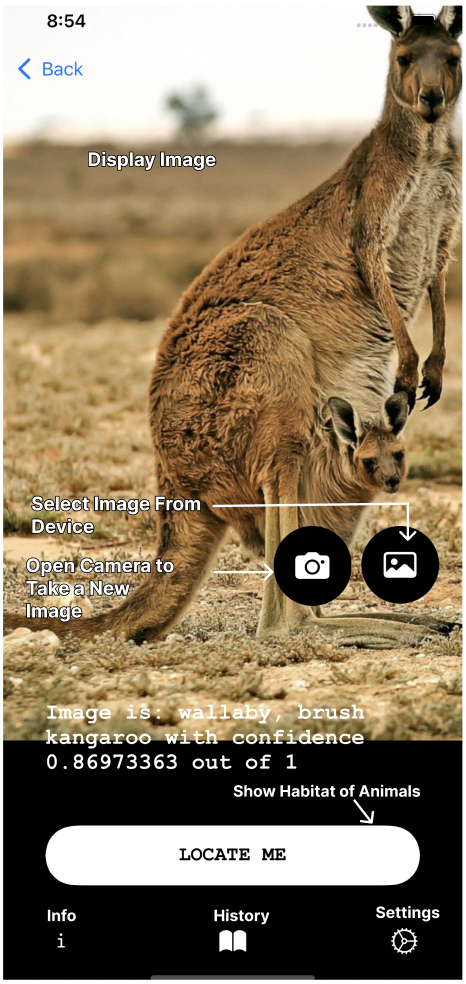 8:54
Back
Display Image
Select Image From
Device
Open Camera to
Take a New
Image
Image is: wallaby, brush
kangaroo with confidence
0.86973363 out of 1
Show Habitat of Animals
LOCATE ME
Info
History
Settings
i